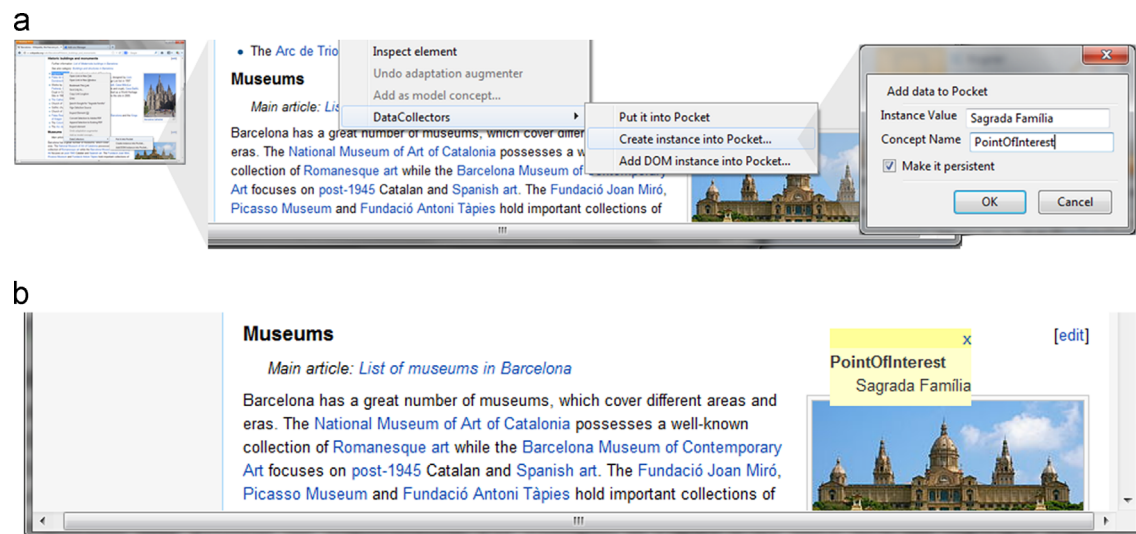 a
• The Arc de Trio
Museums
Main article: Lis
Barcelona has a great number of museums, which cover differ
eras. The National Museum of Art of Catalonia possesses a w
collection of Romanesque art while the Barcelona Museum of Contemporary
Art focuses on post-1945 Catalan and Spanish art. The Fundació Joan Miró,
Picasso Museum and Fundació Antoni Tàpies hold important collections of
Inspect element
Undo adaptation augmenter
Add as model concept...
DataCollectors
Put it into Pocket
Create instance into Pocket...
Add DOM instance into Pocket...
Add data to Pocket
Instance Value Sagrada Família
Concept Name PointOfInterest
Make it persistent
OK Cancel
b
Museums
[edit]
Main article: List of museums in Barcelona
Barcelona has a great number of museums, which cover different areas and
eras. The National Museum of Art of Catalonia possesses a well-known
collection of Romanesque art while the Barcelona Museum of Contemporary
Art focuses on post-1945 Catalan and Spanish art. The Fundació Joan Miró,
Picasso Museum and Fundació Antoni Tàpies hold important collections of
x
PointOfInterest
Sagrada Família